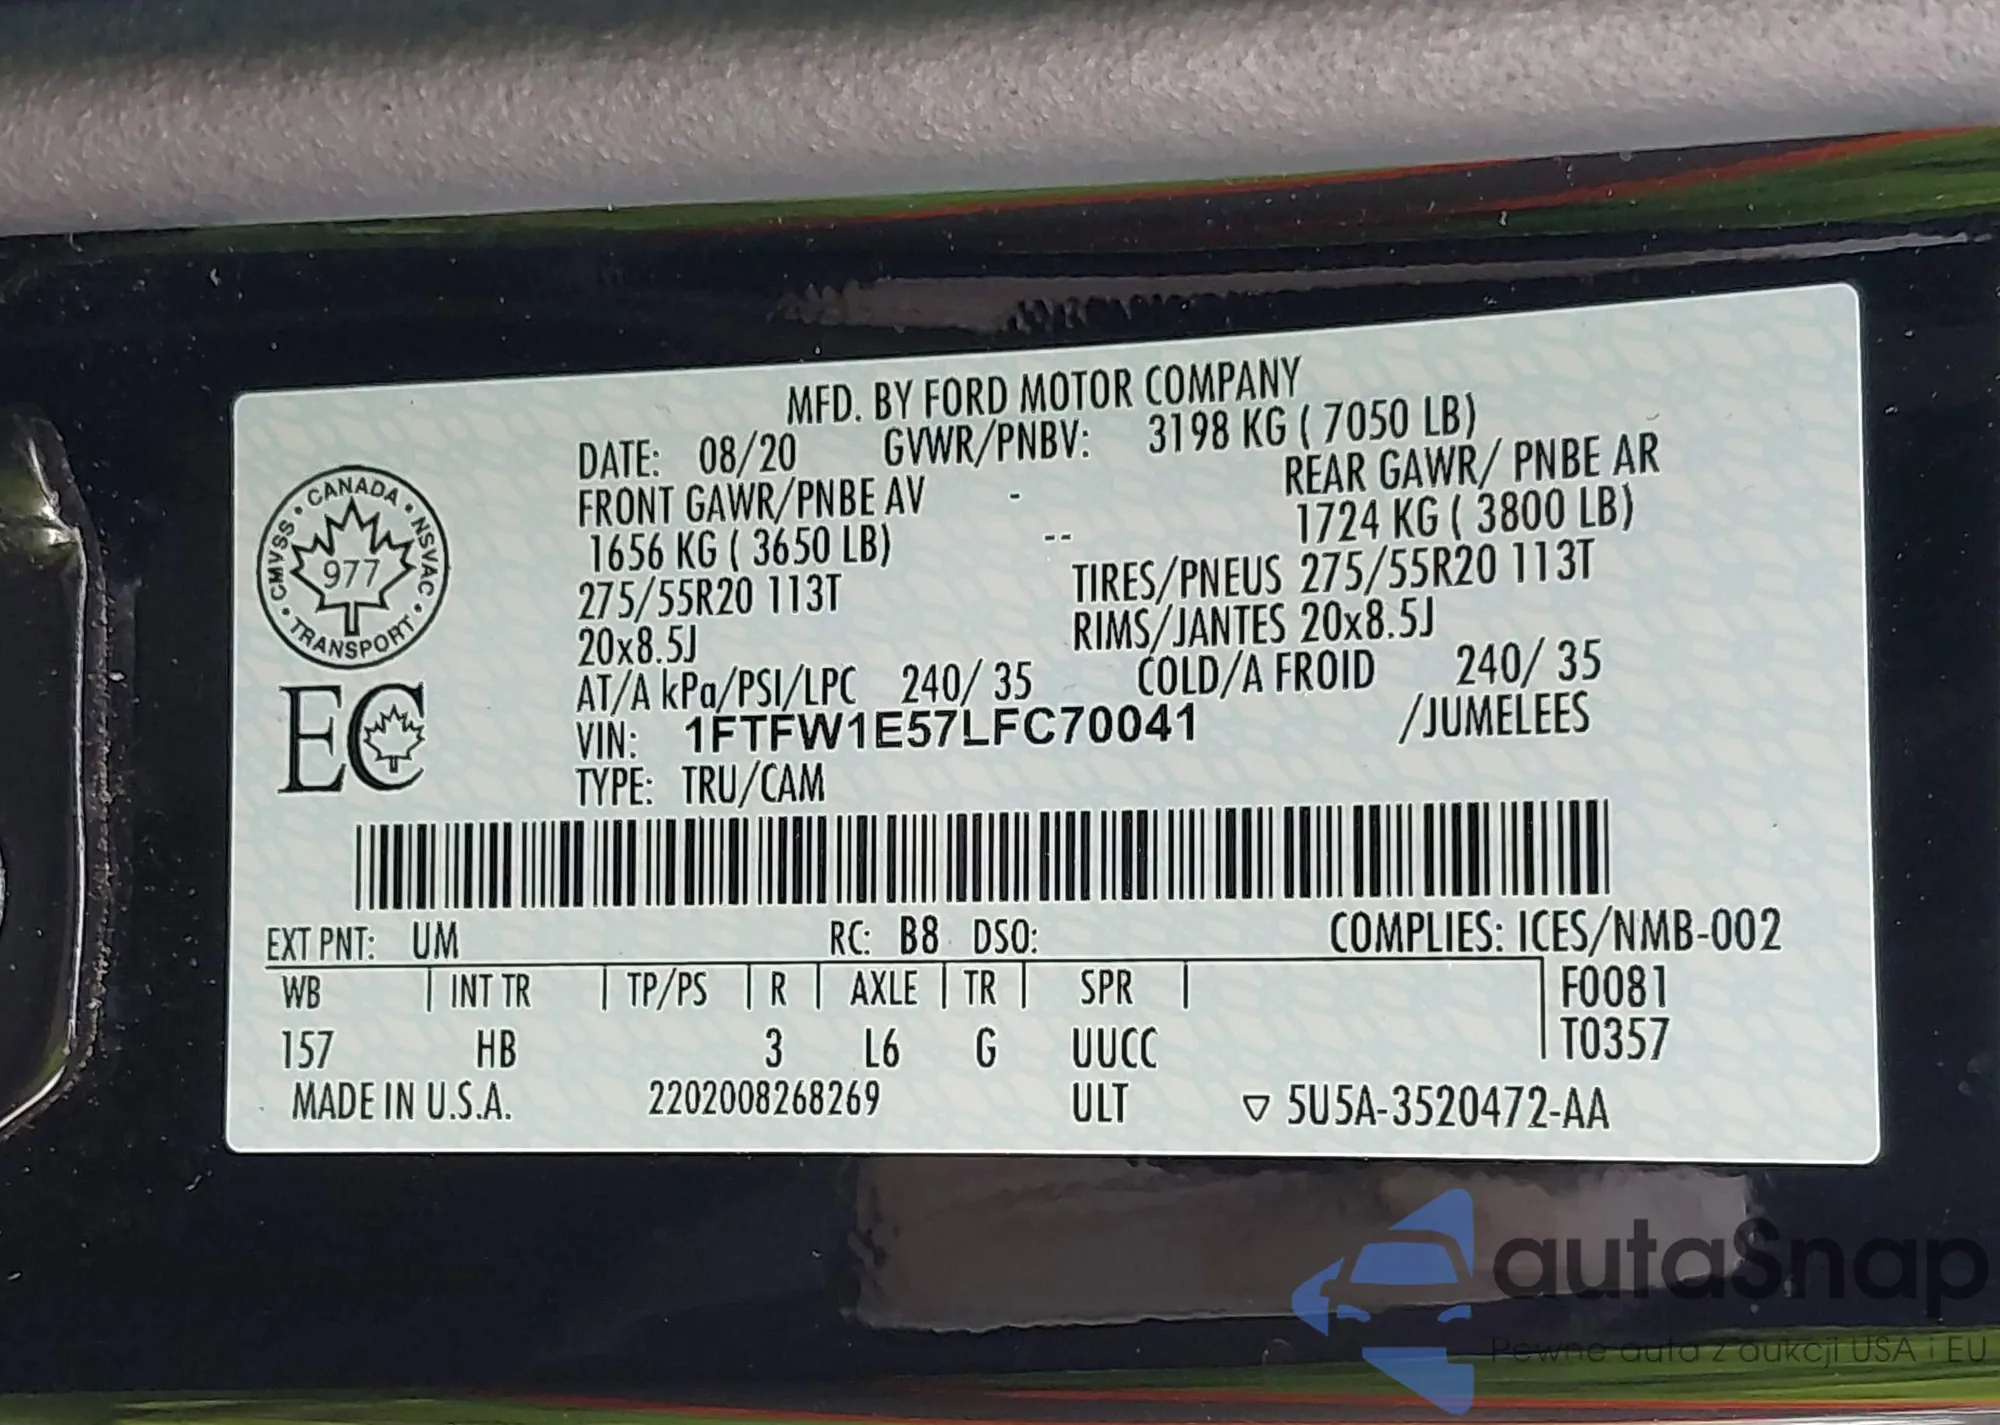 MFD. BY FORD MOTOR COMPANY
DATE: 08/20 GVWR/PNBV: 3198 KG ( 7050 LB)
FRONT GAWR/PNBE AV - REAR GAWR/ PNBE AR
1656 KG ( 3650 LB) -- 1724 KG ( 3800 LB)
275/55R20 113T TIRES/PNEUS 275/55R20 113T
20x8.5J RIMS/JANTES 20x8.5J
AT/A kPa/PSI/LPC 240/ 35 COLD/A FROID 240/ 35
VIN: 1FTFW1E57LFC70041 /JUMELEES
TYPE: TRU/CAM
CANADA • NSVAC • TRANSPORT • CMVSS •
977
EC
EXT PNT: UM RC: B8 DSO: COMPLIES: ICES/NMB-002
WB | INT TR | TP/PS | R | AXLE | TR | SPR | F0081
T0357
157 HB 3 L6 G UUCC
MADE IN U.S.A. 2202008268269 ULT ▽ 5U5A-3520472-AA
autaSnap
Pewne auta z aukcji USA i EU